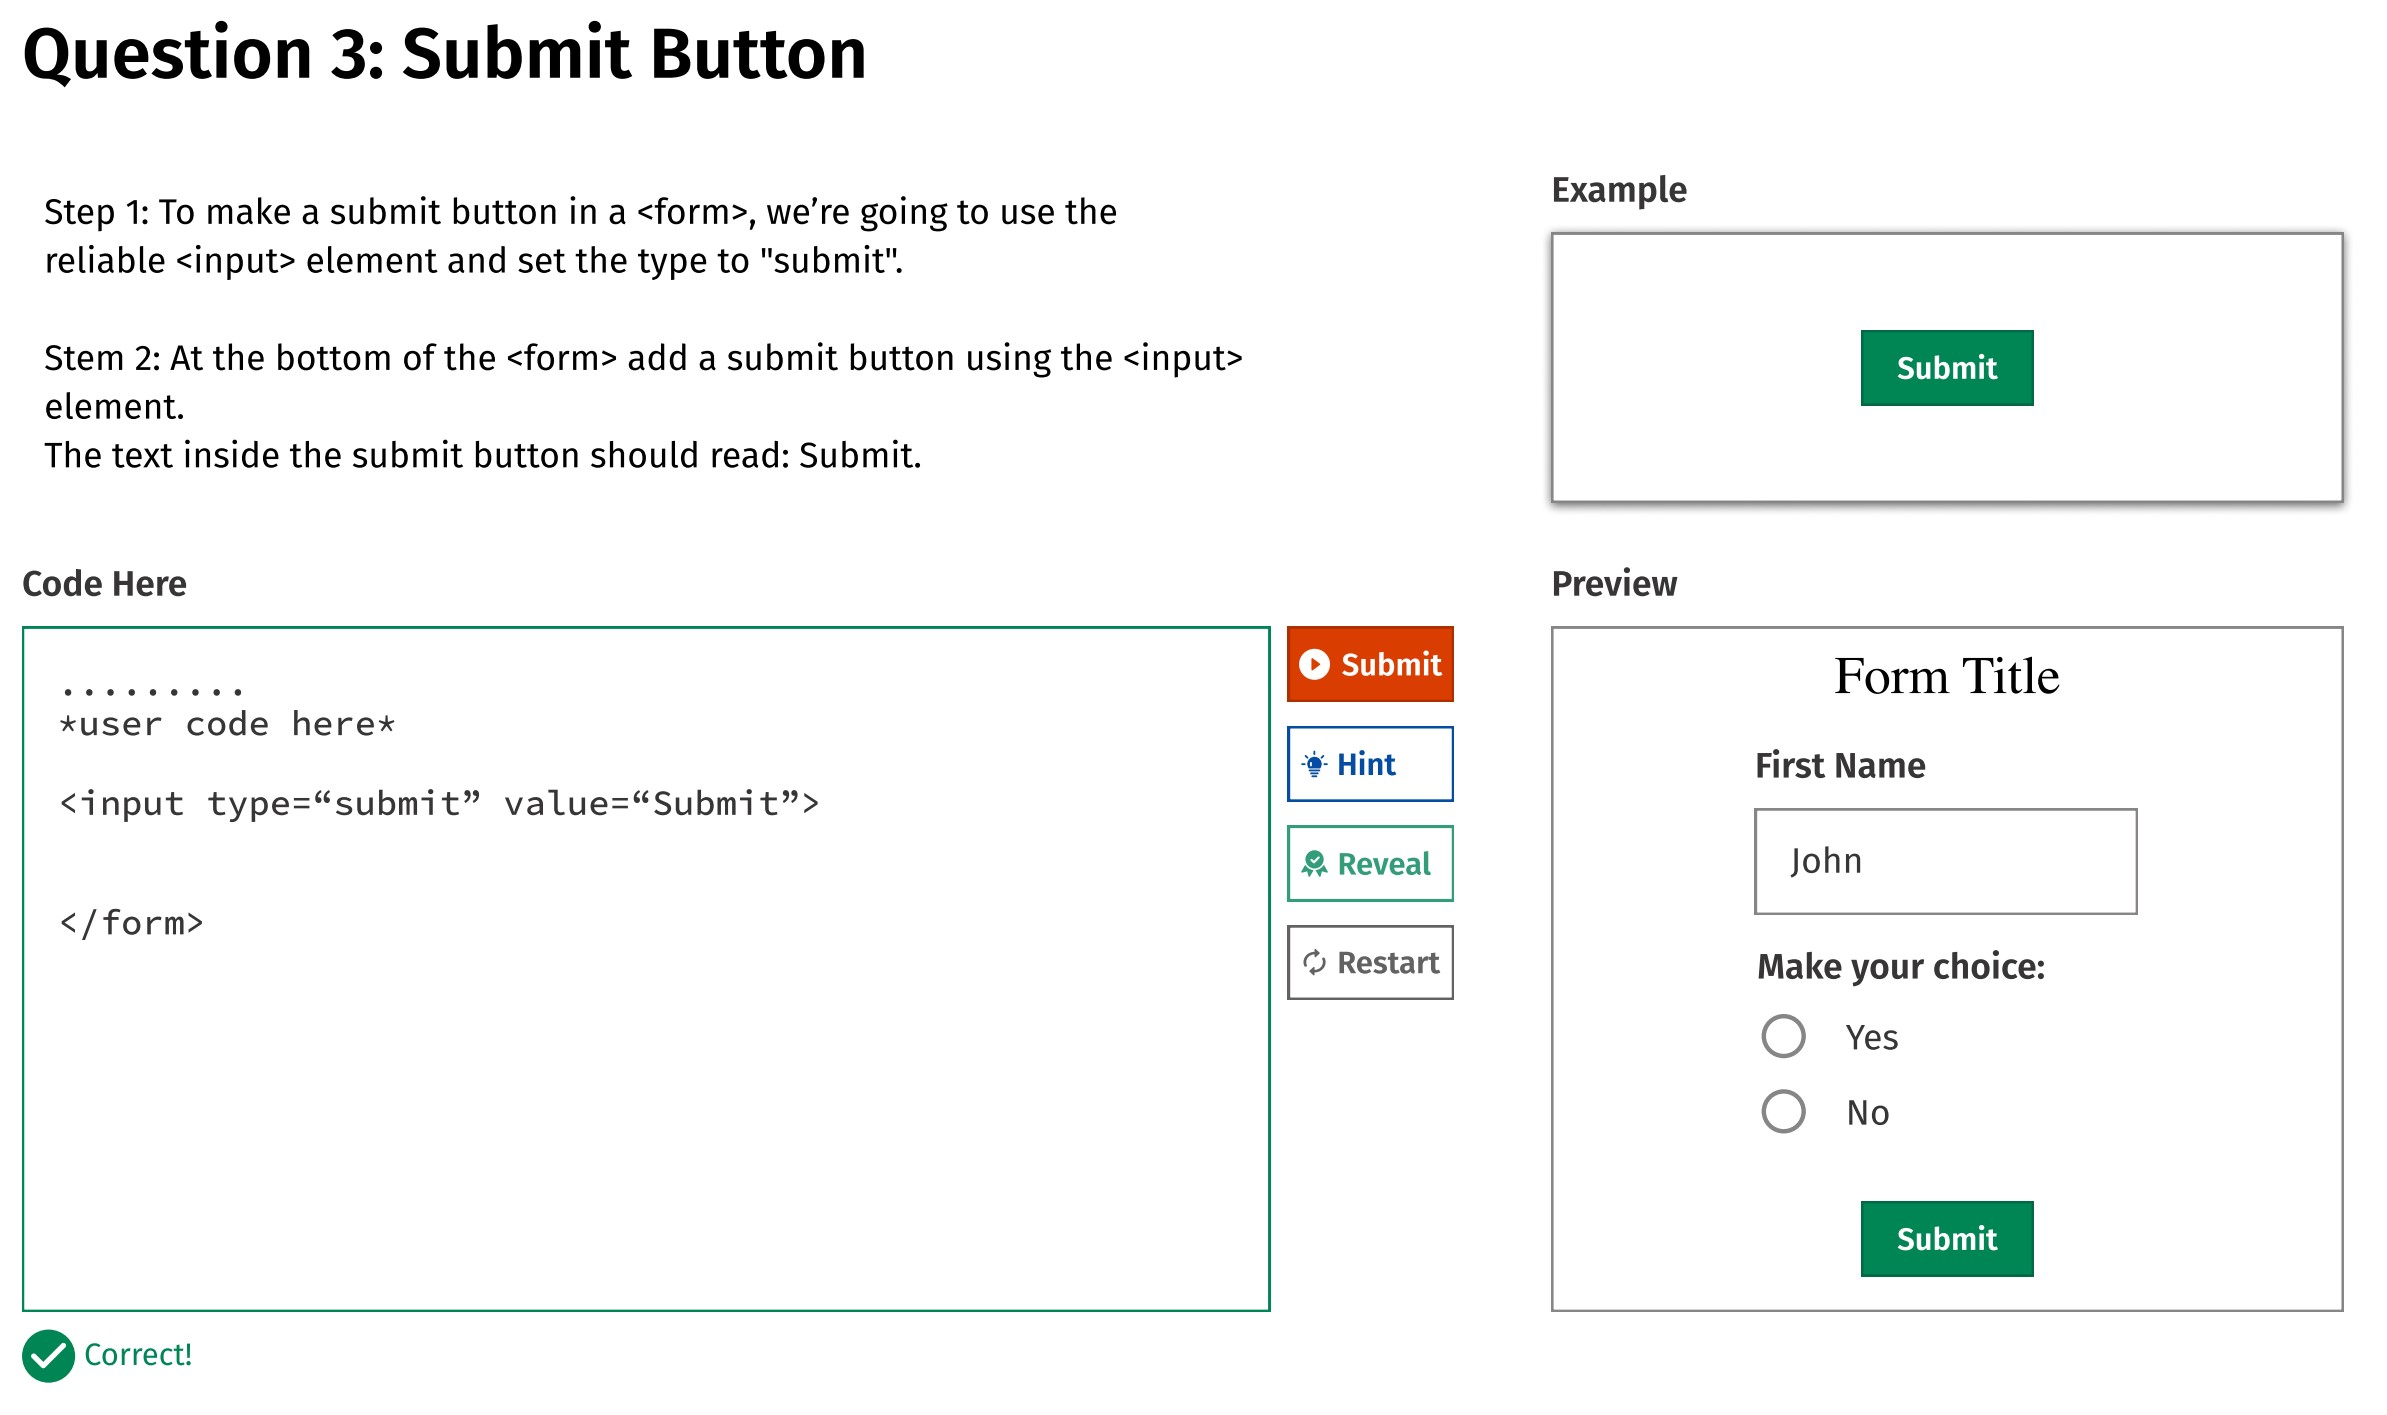 Question 3: Submit Button
Step 1: To make a submit button in a <form>, we’re going to use the
reliable <input> element and set the type to "submit".
Stem 2: At the bottom of the <form> add a submit button using the <input>
element.
The text inside the submit button should read: Submit.
Example
Submit
Code Here
.........
*user code here*
<input type=“submit” value=“Submit”>
</form>
Submit
Hint
Reveal
Restart
Correct!
Preview
Form Title
First Name
John
Make your choice:
Yes
No
Submit